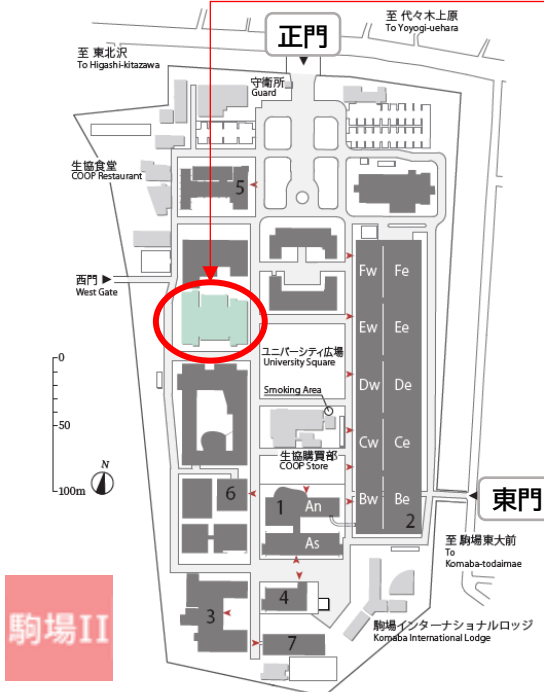 至 代々木上原
To Yoyogi-uehara
正門
至 東北沢
To Higashi-kitazawa
守衛所
Guard
生協食堂
COOP Restaurant
5
西門
West Gate
Fw Fe
Ew Ee
ユニバーシティ広場
University Square
Dw De
Smoking Area
Cw Ce
生協購買部
COOP Store
0
50
100m
N
6
1 An
Bw Be
2
As
東門
至 駒場東大前
To
Komaba-todaimae
4
3
7
駒場インターナショナルロッジ
Komaba International Lodge
駒場II